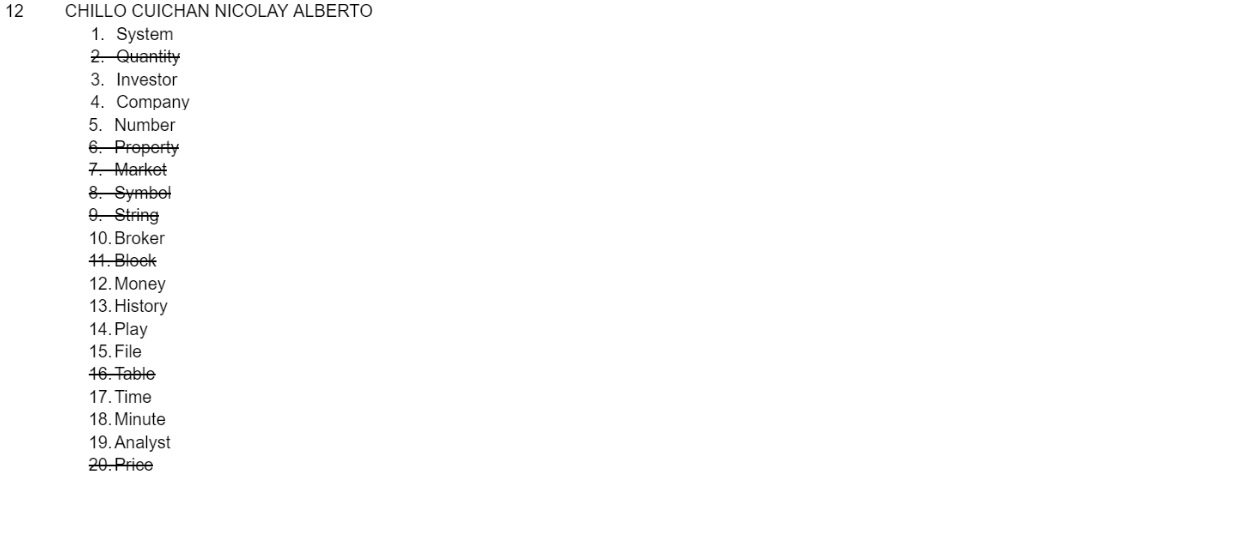 12 CHILLO CUICHAN NICOLAY ALBERTO
1. System
2. Quantity
3. Investor
4. Company
5. Number
6. Property
7. Market
8. Symbol
9. String
10. Broker
11. Block
12. Money
13. History
14. Play
15. File
16. Table
17. Time
18. Minute
19. Analyst
20. Price